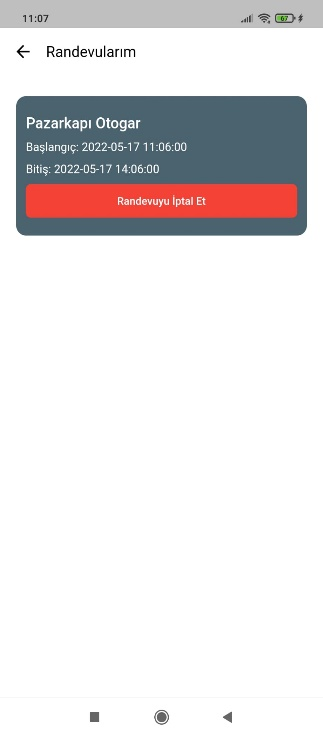 11:07
67
Randevularım
Pazarkapı Otogar
Başlangıç: 2022-05-17 11:06:00
Bitiş: 2022-05-17 14:06:00
Randevuyu İptal Et